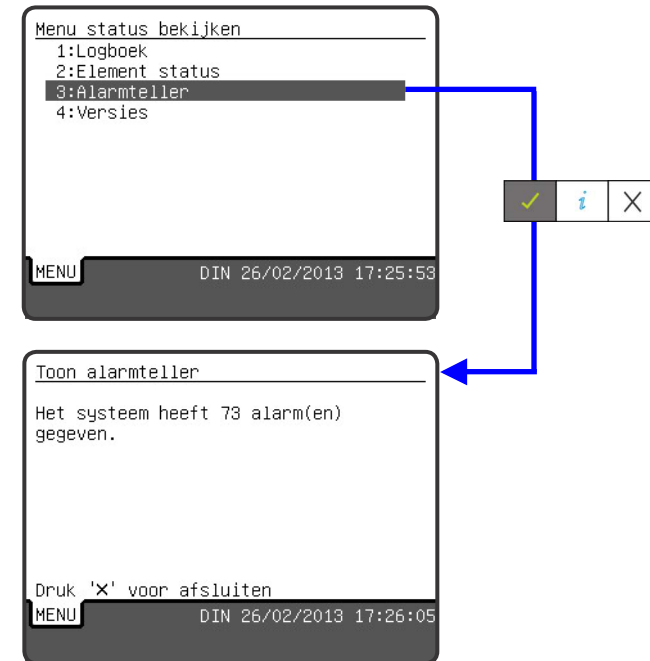 Menu status bekijken
1:Logboek
2:Element status
3:Alarmteller
4:Versies
MENU DIN 26/02/2013 17:25:53
✓ i X
Toon alarmteller
Het systeem heeft 73 alarm(en)
gegeven.
Druk 'X' voor afsluiten
MENU DIN 26/02/2013 17:26:05